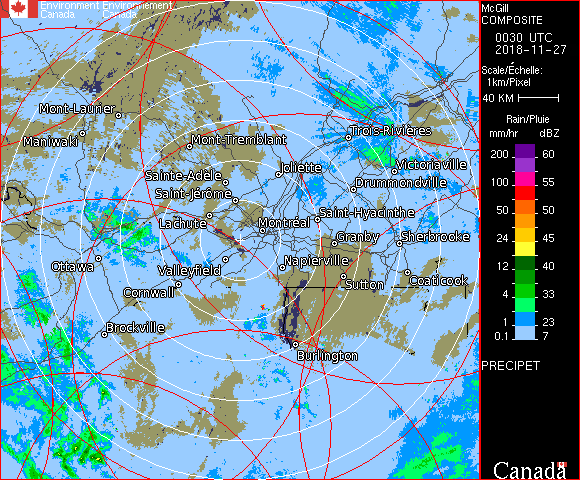 Environment Environnement
Canada Canada
McGill
COMPOSITE
0030 UTC
2018-11-27
Scale/Échelle:
1km/Pixel
40 KM
Rain/Pluie
mm/hr dBZ
200 60
100 55
50 50
24 45
12 40
4 33
1 23
0.1 7
PRECIPET
Canada
Mont-Laurier
Maniwaki
Mont-Tremblant
Trois-Rivières
Joliette
Victoriaville
Sainte-Adèle
Drummondville
Saint-Jérôme
Lachute
Saint-Hyacinthe
Montréal
Granby
Sherbrooke
Ottawa
Napierville
Valleyfield
Sutton
Coaticook
Cornwall
Brockville
Burlington